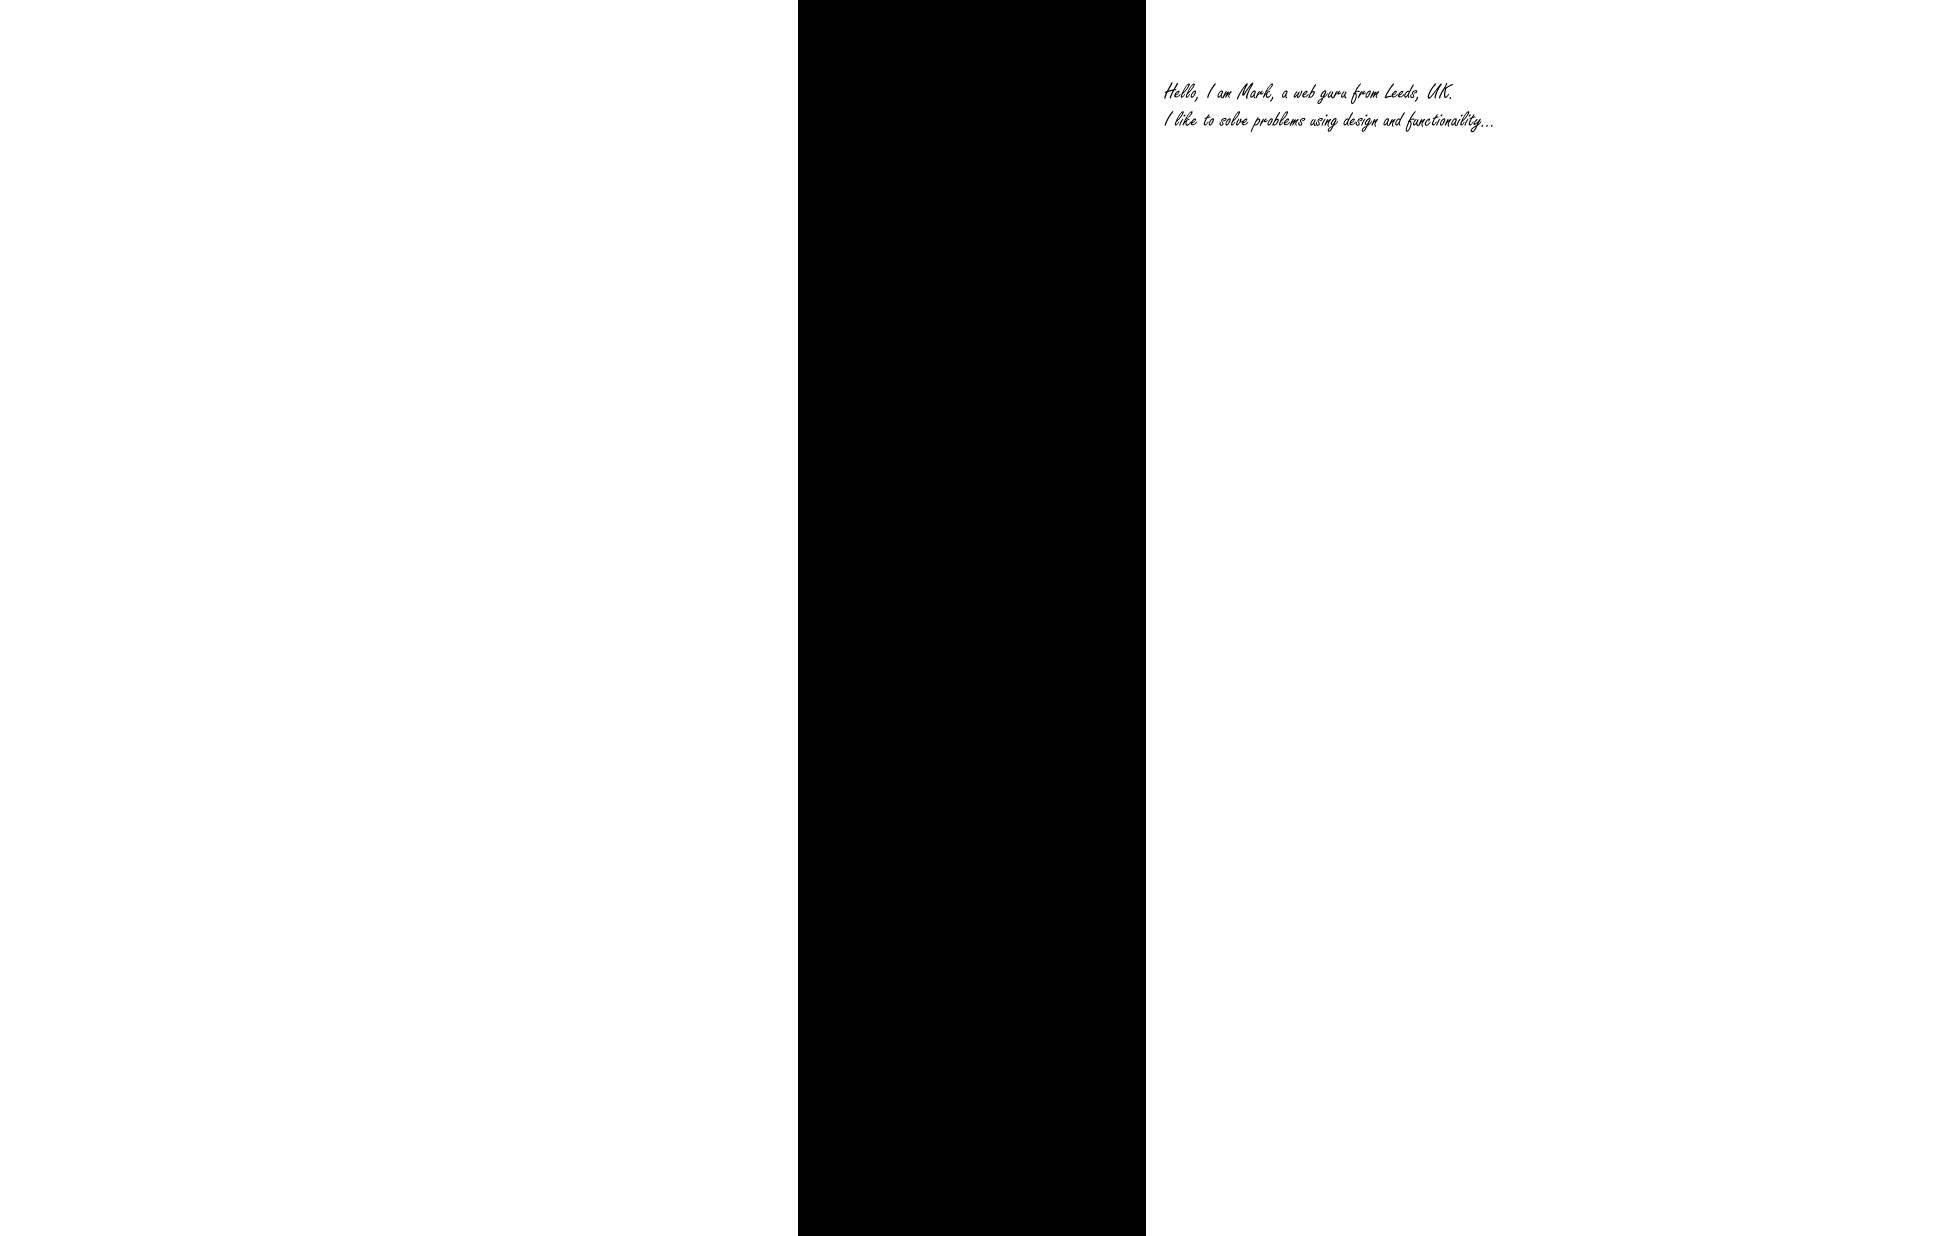 Hello, I am Mark, a web guru from Leeds, UK.
I like to solve problems using design and functionaility...